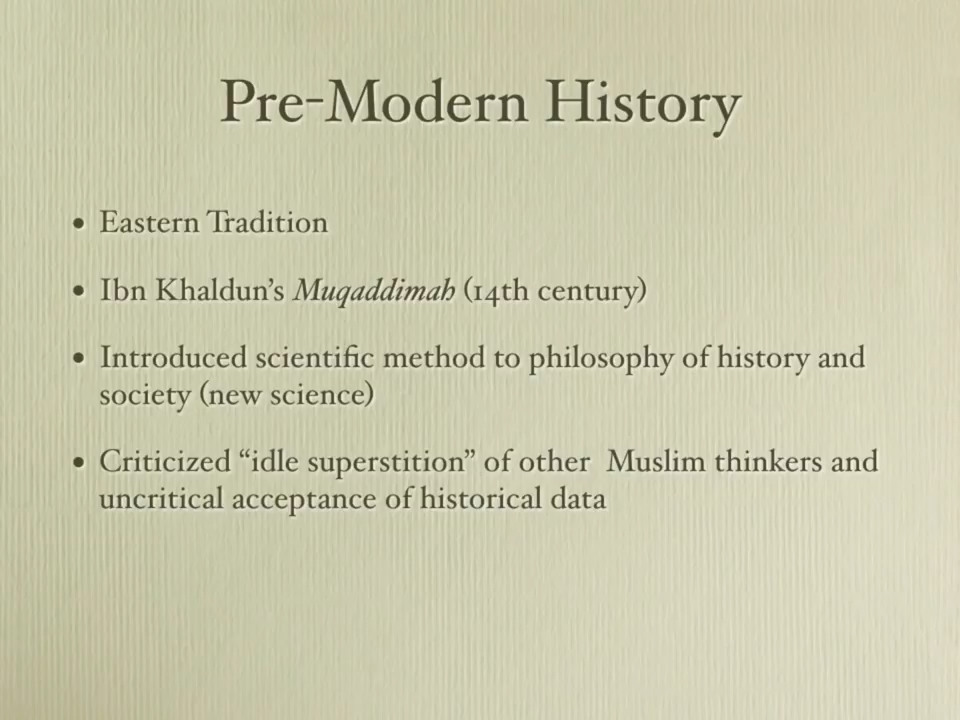 Pre-Modern History
• Eastern Tradition
• Ibn Khaldun’s Muqaddimah (14th century)
• Introduced scientific method to philosophy of history and
society (new science)
• Criticized “idle superstition” of other  Muslim thinkers and
uncritical acceptance of historical data